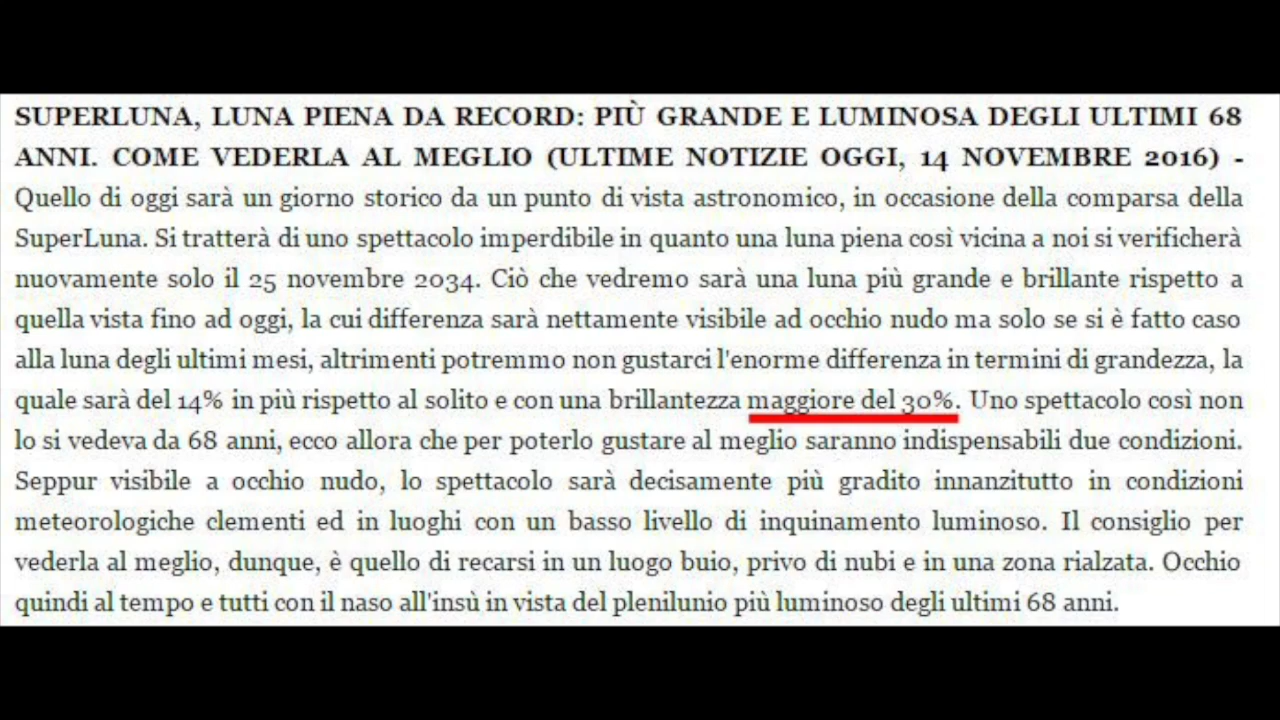 SUPERLUNA, LUNA PIENA DA RECORD: PIÙ GRANDE E LUMINOSA DEGLI ULTIMI 68
ANNI. COME VEDERLA AL MEGLIO (ULTIME NOTIZIE OGGI, 14 NOVEMBRE 2016) -
Quello di oggi sarà un giorno storico da un punto di vista astronomico, in occasione della comparsa della
SuperLuna. Si tratterà di uno spettacolo imperdibile in quanto una luna piena così vicina a noi si verificherà
nuovamente solo il 25 novembre 2034. Ciò che vedremo sarà una luna più grande e brillante rispetto a
quella vista fino ad oggi, la cui differenza sarà nettamente visibile ad occhio nudo ma solo se si è fatto caso
alla luna degli ultimi mesi, altrimenti potremmo non gustarci l'enorme differenza in termini di grandezza, la
quale sarà del 14% in più rispetto al solito e con una brillantezza maggiore del 30%. Uno spettacolo così non
lo si vedeva da 68 anni, ecco allora che per poterlo gustare al meglio saranno indispensabili due condizioni.
Seppur visibile a occhio nudo, lo spettacolo sarà decisamente più gradito innanzitutto in condizioni
meteorologiche clementi ed in luoghi con un basso livello di inquinamento luminoso. Il consiglio per
vederla al meglio, dunque, è quello di recarsi in un luogo buio, privo di nubi e in una zona rialzata. Occhio
quindi al tempo e tutti con il naso all'insù in vista del plenilunio più luminoso degli ultimi 68 anni.